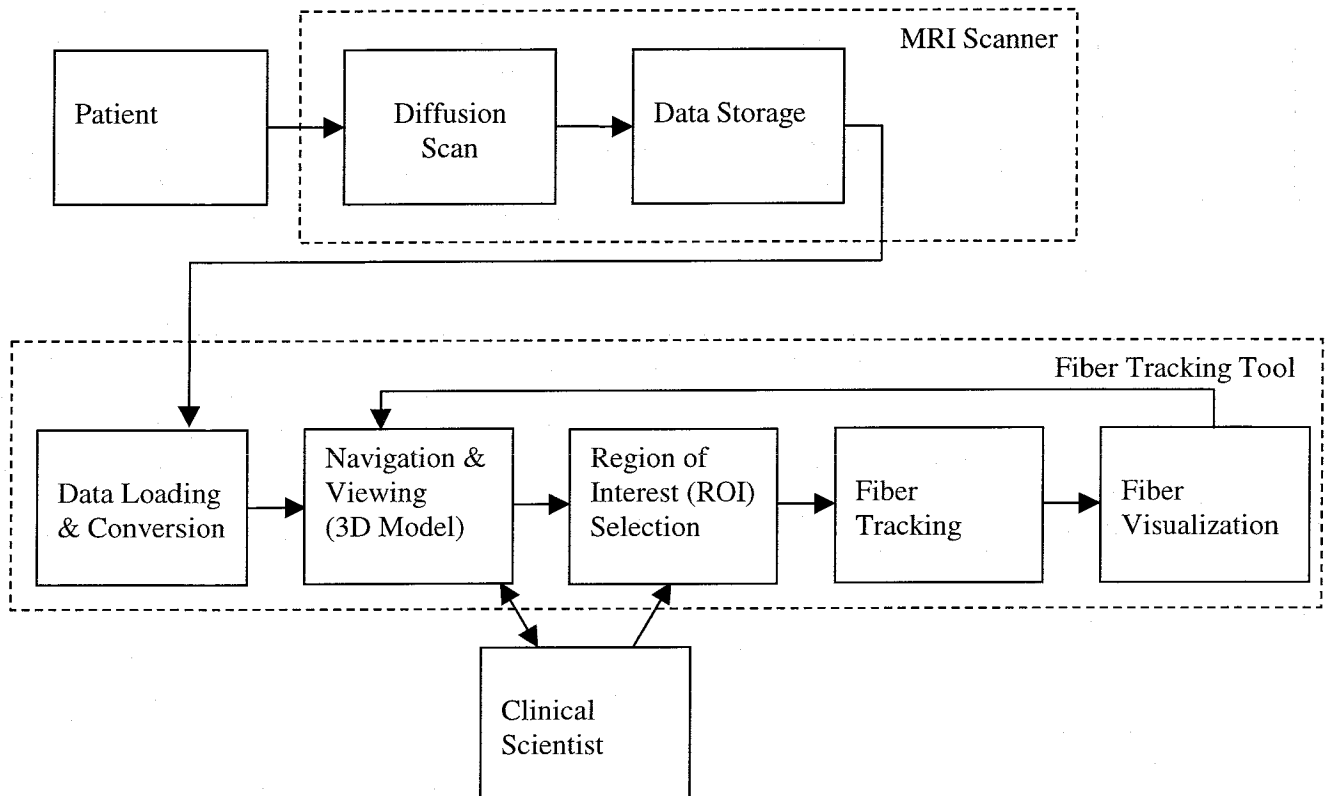 MRI Scanner
Patient
Diffusion
Scan
Data Storage
Fiber Tracking Tool
Data Loading
& Conversion
Navigation &
Viewing
(3D Model)
Region of
Interest (ROI)
Selection
Fiber
Tracking
Fiber
Visualization
Clinical
Scientist